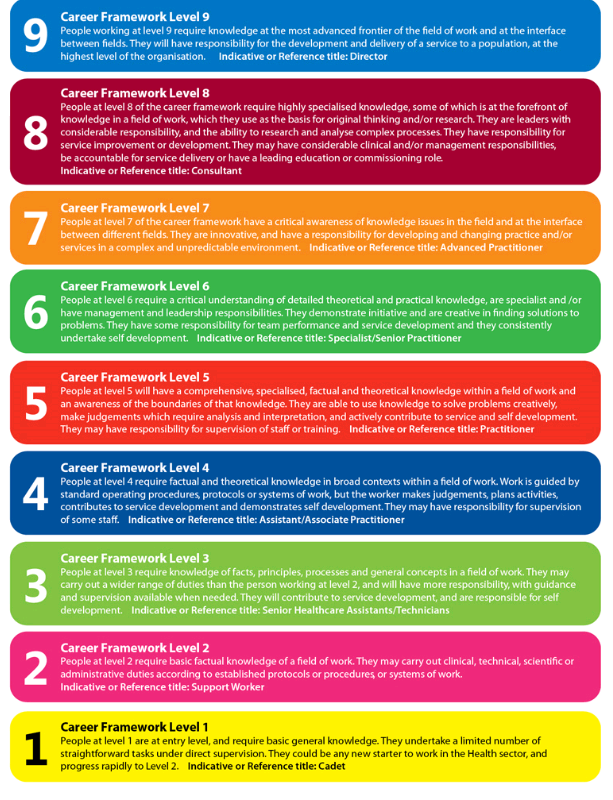 9
Career Framework Level 9
People working at level 9 require knowledge at the most advanced frontier of the field of work and at the interface
between fields. They will have responsibility for the development and delivery of a service to a population, at the
highest level of the organisation. Indicative or Reference title: Director
8
Career Framework Level 8
People at level 8 of the career framework require highly specialised knowledge, some of which is at the forefront of
knowledge in a field of work, which they use as the basis for original thinking and/or research. They are leaders with
considerable responsibility, and the ability to research and analyse complex processes. They have responsibility for
service improvement or development. They may have considerable clinical and/or management responsibilities,
be accountable for service delivery or have a leading education or commissioning role.
Indicative or Reference title: Consultant
7
Career Framework Level 7
People at level 7 of the career framework have a critical awareness of knowledge issues in the field and at the interface
between different fields. They are innovative, and have a responsibility for developing and changing practice and/or
services in a complex and unpredictable environment. Indicative or Reference title: Advanced Practitioner
6
Career Framework Level 6
People at level 6 require a critical understanding of detailed theoretical and practical knowledge, are specialist and /or
have management and leadership responsibilities. They demonstrate initiative and are creative in finding solutions to
problems. They have some responsibility for team performance and service development and they consistently
undertake self development. Indicative or Reference title: Specialist/Senior Practitioner
5
Career Framework Level 5
People at level 5 will have a comprehensive, specialised, factual and theoretical knowledge within a field of work and
an awareness of the boundaries of that knowledge. They are able to use knowledge to solve problems creatively,
make judgements which require analysis and interpretation, and actively contribute to service and self development.
They may have responsibility for supervision of staff or training. Indicative or Reference title: Practitioner
4
Career Framework Level 4
People at level 4 require factual and theoretical knowledge in broad contexts within a field of work. Work is guided by
standard operating procedures, protocols or systems of work, but the worker makes judgements, plans activities,
contributes to service development and demonstrates self development. They may have responsibility for supervision
of some staff. Indicative or Reference title: Assistant/Associate Practitioner
3
Career Framework Level 3
People at level 3 require knowledge of facts, principles, processes and general concepts in a field of work. They may
carry out a wider range of duties than the person working at level 2, and will have more responsibility, with guidance
and supervision available when needed. They will contribute to service development, and are responsible for self
development. Indicative or Reference title: Senior Healthcare Assistants/Technicians
2
Career Framework Level 2
People at level 2 require basic factual knowledge of a field of work. They may carry out clinical, technical, scientific or
administrative duties according to established protocols or procedures, or systems of work.
Indicative or Reference title: Support Worker
1
Career Framework Level 1
People at level 1 are at entry level, and require basic general knowledge. They undertake a limited number of
straightforward tasks under direct supervision. They could be any new starter to work in the Health sector, and
progress rapidly to Level 2. Indicative or Reference title: Cadet